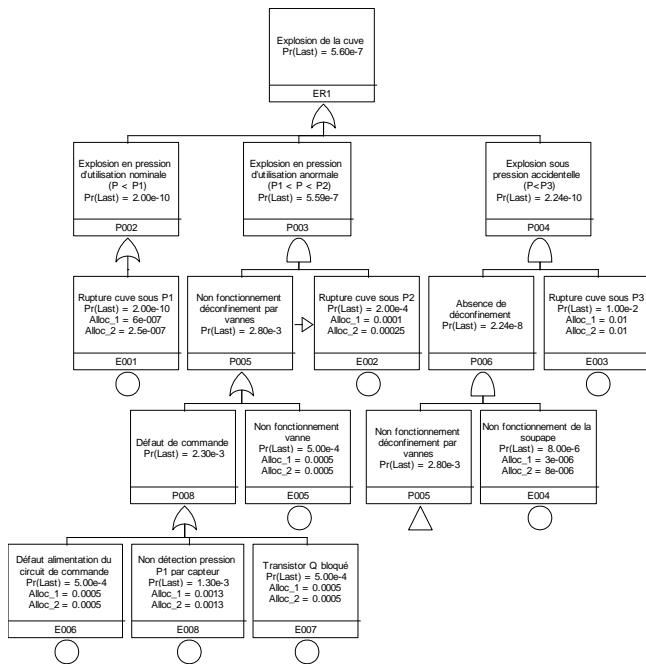 Explosion de la cuve
Pr(Last) = 5.60e-7
ER1
Explosion en pression
d'utilisation nominale
(P < P1)
Pr(Last) = 2.00e-10
P002
Explosion en pression
d'utilisation anormale
(P1 < P < P2)
Pr(Last) = 5.59e-7
P003
Explosion sous
pression accidentelle
(P<P3)
Pr(Last) = 2.24e-10
P004
Rupture cuve sous P1
Pr(Last) = 2.00e-10
Alloc_1 = 6e-007
Alloc_2 = 2.5e-007
E001
Non fonctionnement
déconfinement par
vannes
Pr(Last) = 2.80e-3
P005
Rupture cuve sous P2
Pr(Last) = 2.00e-4
Alloc_1 = 0.0001
Alloc_2 = 0.00025
E002
Absence de
déconfinement
Pr(Last) = 2.24e-8
P006
Rupture cuve sous P3
Pr(Last) = 1.00e-2
Alloc_1 = 0.01
Alloc_2 = 0.01
E003
Défaut de commande
Pr(Last) = 2.30e-3
P008
Non fonctionnement
vanne
Pr(Last) = 5.00e-4
Alloc_1 = 0.0005
Alloc_2 = 0.0005
E005
Non fonctionnement
déconfinement par
vannes
Pr(Last) = 2.80e-3
P005
Non fonctionnement de la
soupape
Pr(Last) = 8.00e-6
Alloc_1 = 3e-006
Alloc_2 = 8e-006
E004
Défaut alimentation du
circuit de commande
Pr(Last) = 5.00e-4
Alloc_1 = 0.0005
Alloc_2 = 0.0005
E006
Non détection pression
P1 par capteur
Pr(Last) = 1.30e-3
Alloc_1 = 0.0013
Alloc_2 = 0.0013
E008
Transistor Q bloqué
Pr(Last) = 5.00e-4
Alloc_1 = 0.0005
Alloc_2 = 0.0005
E007